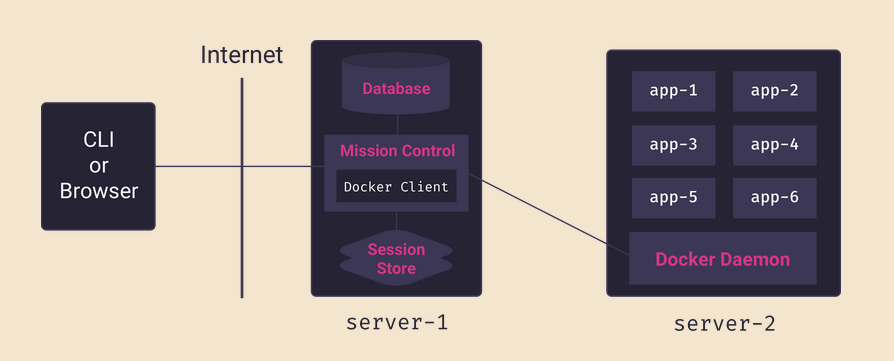 Internet
CLI
or
Browser
Database
Mission Control
Docker Client
Session
Store
server-1
app-1
app-2
app-3
app-4
app-5
app-6
Docker Daemon
server-2